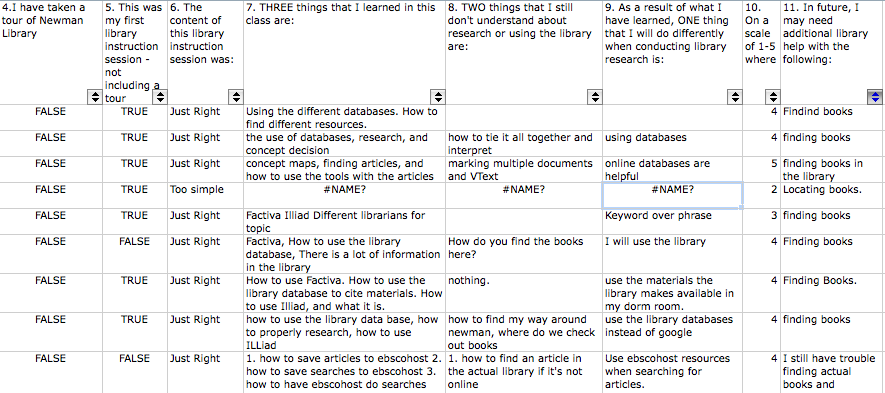 4.I have taken a tour of Newman Library
5. This was my first library instruction session - not including a tour
6. The content of this library instruction session was:
7. THREE things that I learned in this class are:
8. TWO things that I still don't understand about research or using the library are:
9. As a result of what I have learned, ONE thing that I will do differently when conducting library research is:
10. On a scale of 1-5 where
11. In future, I may need additional library help with the following:
FALSE TRUE Just Right Using the different databases. How to find different resources. 4 Findind books
FALSE TRUE Just Right the use of databases, research, and concept decision how to tie it all together and interpret using databases 4 finding books
FALSE TRUE Just Right concept maps, finding articles, and how to use the tools with the articles marking multiple documents and VText online databases are helpful 5 finding books in the library
FALSE TRUE Too simple #NAME? #NAME? #NAME? 2 Locating books.
FALSE TRUE Just Right Factiva Illiad Different librarians for topic Keyword over phrase 3 finding books
FALSE FALSE Just Right Factiva, How to use the library database, There is a lot of information in the library How do you find the books here? I will use the library 4 Finding books
FALSE TRUE Just Right How to use Factiva. How to use the library database to cite materials. How to use Illiad, and what it is. nothing. use the materials the library makes available in my dorm room. 4 Finding Books.
FALSE TRUE Just Right how to use the library data base, how to properly research, how to use ILLiad how to find my way around newman, where do we check out books use the library databases instead of google 4 finding books
FALSE FALSE Just Right 1. how to save articles to ebscohost 2. how to save searches to ebscohost 3. how to have ebscohost do searches 1. how to find an article in the actual library if it's not online Use ebscohost resources when searching for articles. 4 I still have trouble finding actual books and